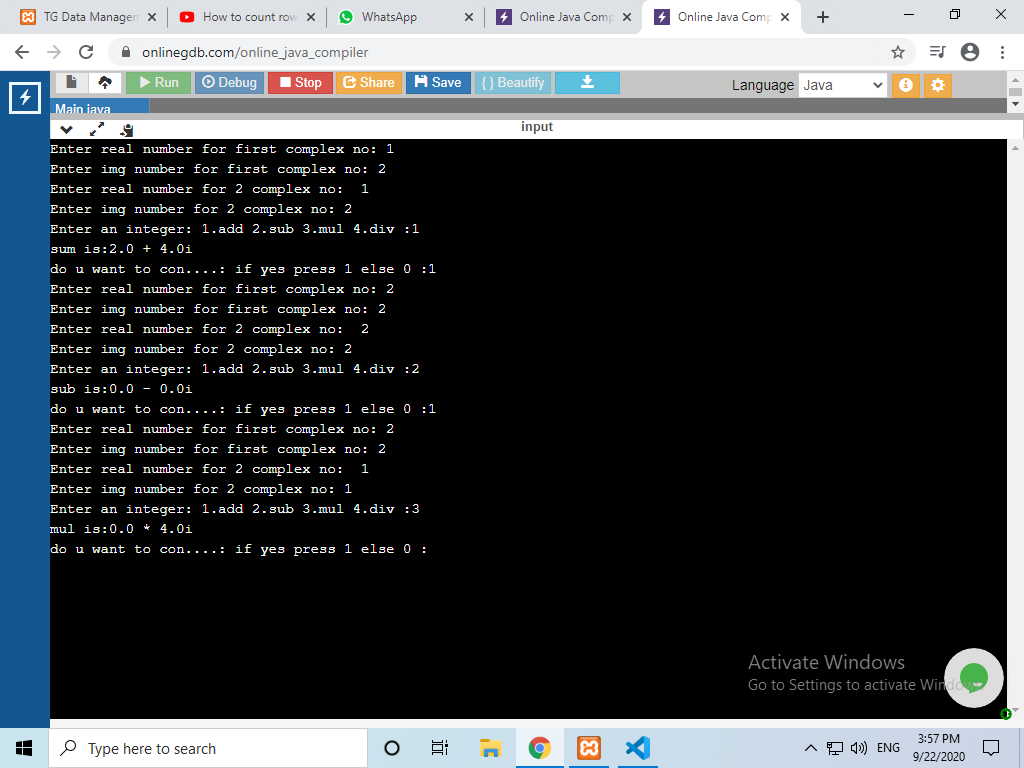 TG Data Managen
How to count row
WhatsApp
Online Java Comp
Online Java Comp
onlinegdb.com/online_java_compiler
Run
Debug
Stop
Share
Save
{ } Beautify
Language
Java
Main.java
input
Enter real number for first complex no: 1
Enter img number for first complex no: 2
Enter real number for 2 complex no:  1
Enter img number for 2 complex no: 2
Enter an integer: 1.add 2.sub 3.mul 4.div :1
sum is:2.0 + 4.0i
do u want to con....: if yes press 1 else 0 :1
Enter real number for first complex no: 2
Enter img number for first complex no: 2
Enter real number for 2 complex no:  2
Enter img number for 2 complex no: 2
Enter an integer: 1.add 2.sub 3.mul 4.div :2
sub is:0.0 - 0.0i
do u want to con....: if yes press 1 else 0 :1
Enter real number for first complex no: 2
Enter img number for first complex no: 2
Enter real number for 2 complex no:  1
Enter img number for 2 complex no: 1
Enter an integer: 1.add 2.sub 3.mul 4.div :3
mul is:0.0 * 4.0i
do u want to con....: if yes press 1 else 0 :
Activate Windows
Go to Settings to activate Windows.
Type here to search
ENG
3:57 PM
9/22/2020